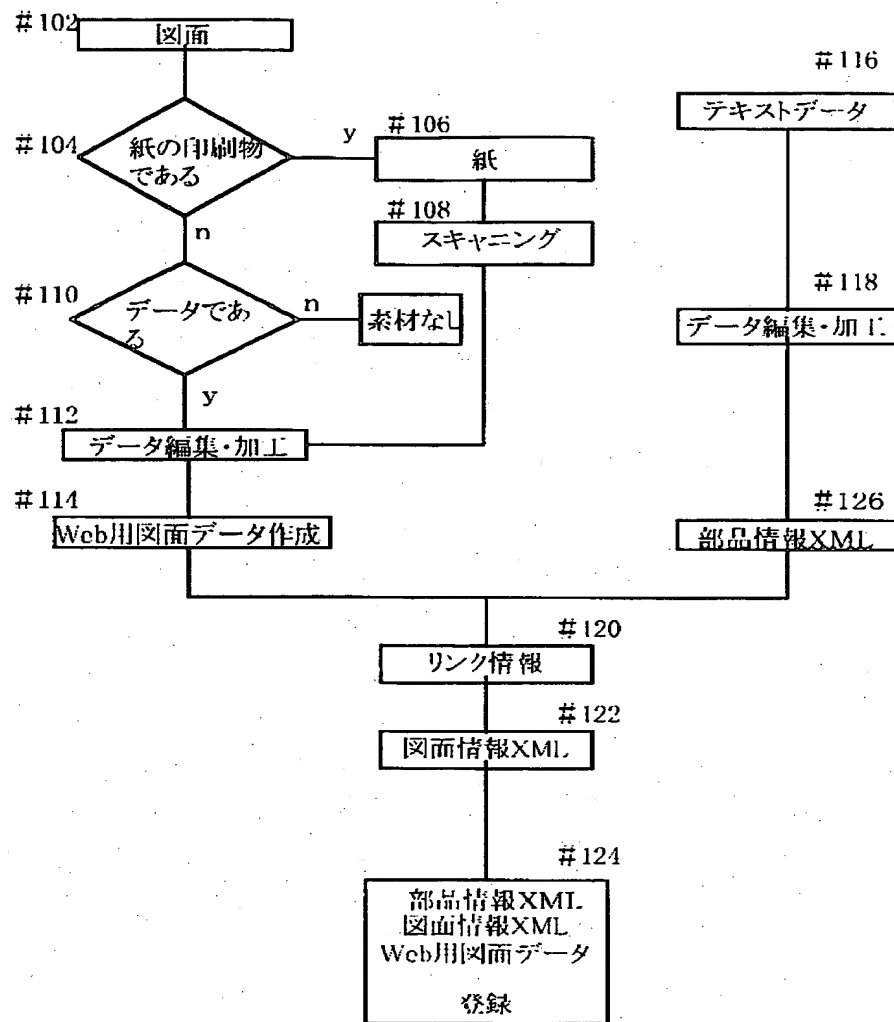 #102
図面
#104
紙の印刷物
である
y
#106
紙
#108
スキャニング
n
#110
データであ
る
n
素材なし
y
#112
データ編集・加工
#114
Web用図面データ作成
#116
テキストデータ
#118
データ編集・加工
#126
部品情報XML
#120
リンク情報
#122
図面情報XML
#124
部品情報XML
図面情報XML
Web用図面データ
登録